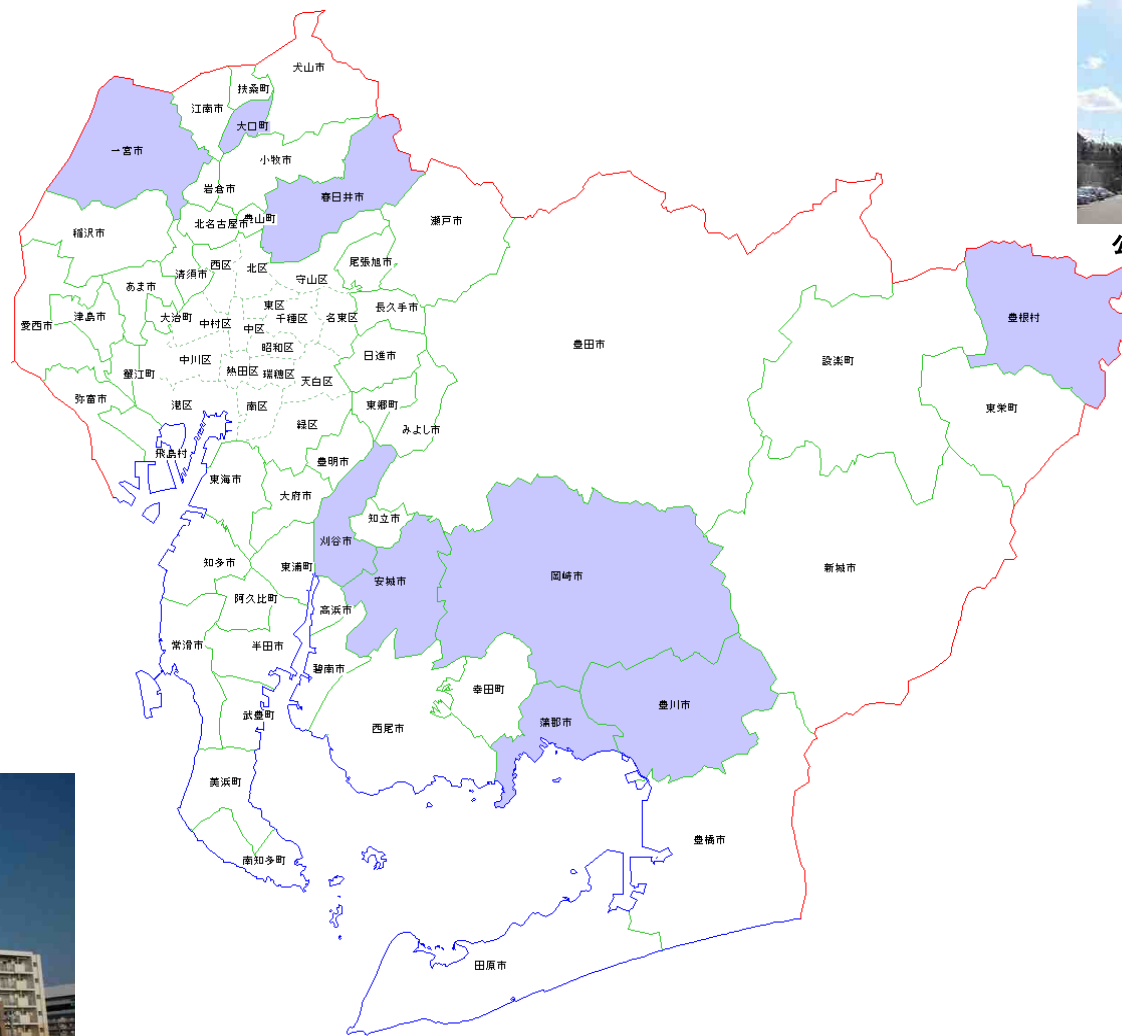 犬山市
扶桑町
江南市
大口町
一宮市
小牧市
岩倉市
春日井市
北名古屋市
豊山町
瀬戸市
稲沢市
西区
北区
尾張旭市
清須市
守山区
あま市
東区
長久手市
津島市
大治町
中村区
千種区
名東区
愛西市
中区
昭和区
豊田市
日進市
設楽町
豊根村
中川区
熱田区
瑞穂区
天白区
蟹江町
弥富市
港区
南区
東郷町
東栄町
緑区
みよし市
飛島村
豊明市
東海市
大府市
知立市
刈谷市
知多市
東浦町
安城市
岡崎市
新城市
阿久比町
高浜市
常滑市
半田市
碧南市
幸田町
武豊町
西尾市
蒲郡市
豊川市
美浜町
豊橋市
南知多町
田原市
公